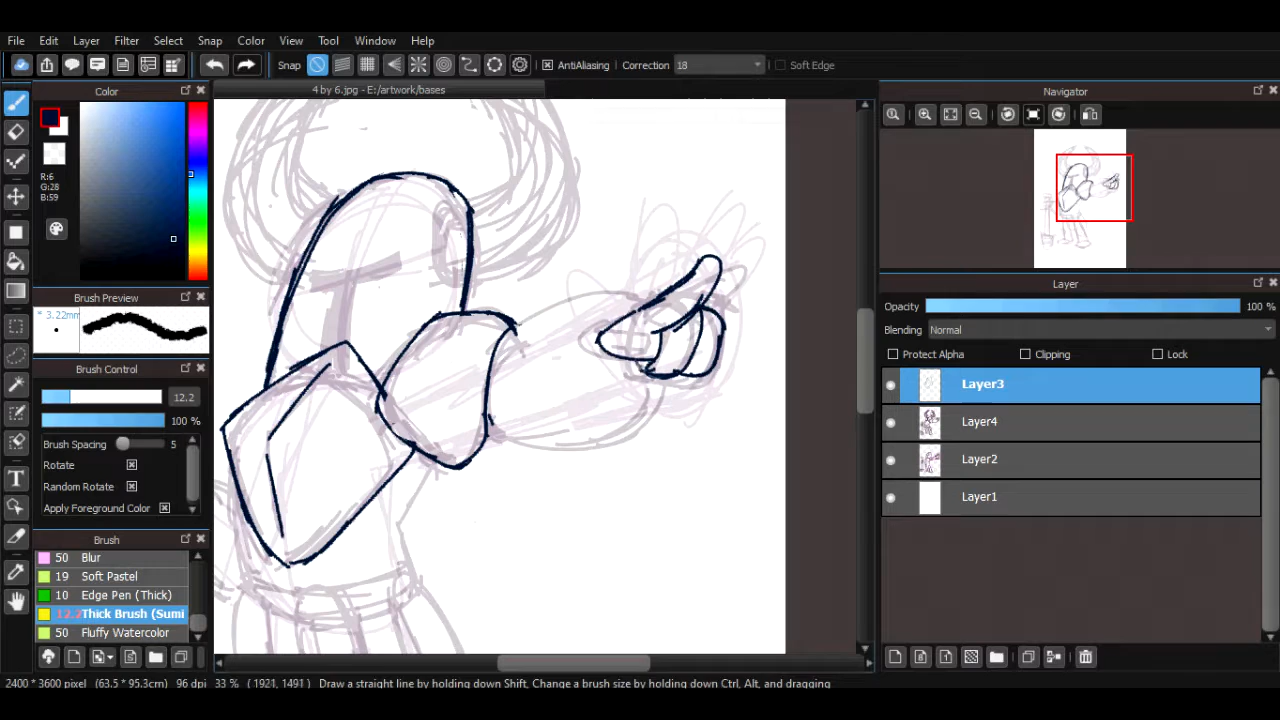 File Edit Layer Filter Select Snap Color View Tool Window Help
Snap AntiAliasing Correction 18 Soft Edge
Color
4 by 6.jpg - E:/artwork/bases
Navigator
R:6
G:28
B:59
Brush Preview
* 3.22mm
Brush Control
12.2
100 %
Brush Spacing 5
Rotate
Random Rotate
Apply Foreground Color
Brush
50 Blur
19 Soft Pastel
10 Edge Pen (Thick)
12.2 Thick Brush (Sumi
50 Fluffy Watercolor
Layer
Opacity 100 %
Blending Normal
Protect Alpha Clipping Lock
Layer3
Layer4
Layer2
Layer1
2400 * 3600 pixel (63.5 * 95.3cm) 96 dpi 33 % (1921, 1491) Draw a straight line by holding down Shift, Change a brush size by holding down Ctrl, Alt, and dragging